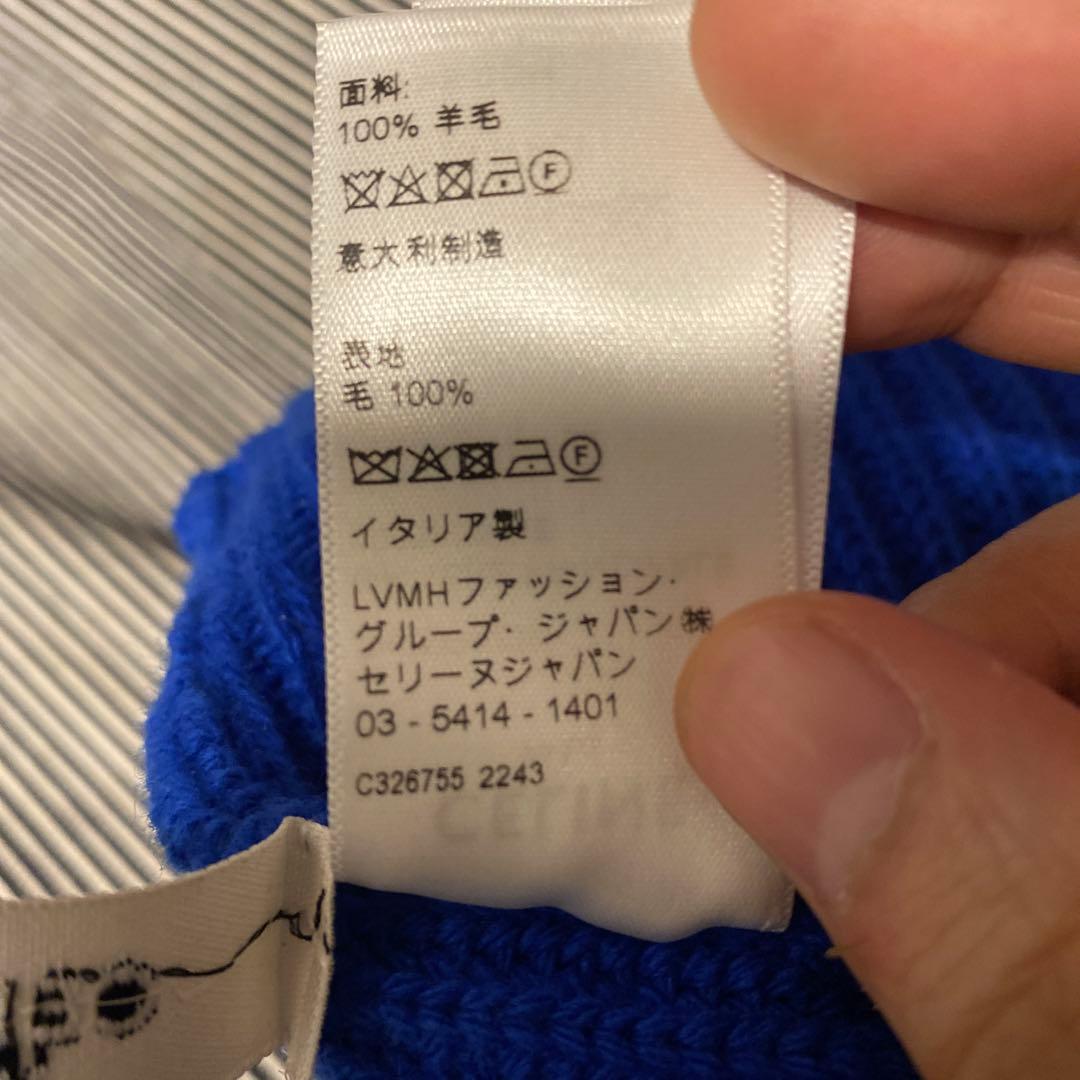 面料:
100% 羊毛
F
意大利制造
表地
毛 100%
F
イタリア製
LVMHファッション・
グループ・ジャパン㈱
セリーヌジャパン
03 - 5414 - 1401
C326755 2243